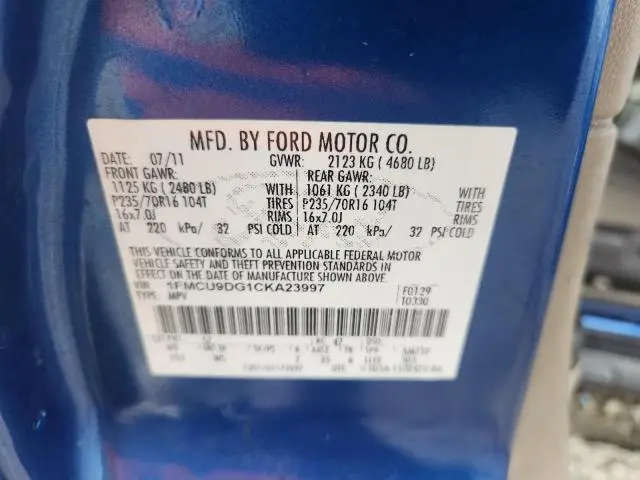 MFD. BY FORD MOTOR CO.
DATE: 07/11 GVWR: 2123 KG ( 4680 LB)
FRONT GAWR: REAR GAWR:
1125 KG ( 2480 LB) WITH 1061 KG ( 2340 LB) WITH
P235/70R16 104T TIRES P235/70R16 104T TIRES
16x7.0J RIMS 16x7.0J RIMS
AT 220 kPa/ 32 PSI COLD AT 220 kPa/ 32 PSI COLD
THIS VEHICLE CONFORMS TO ALL APPLICABLE FEDERAL MOTOR
VEHICLE SAFETY AND THEFT PREVENTION STANDARDS IN
EFFECT ON THE DATE OF MANUFACTURE SHOWN ABOVE.
VIN: 1FMCU9DG1CKA23997 F0129
TYPE: MPV T0330